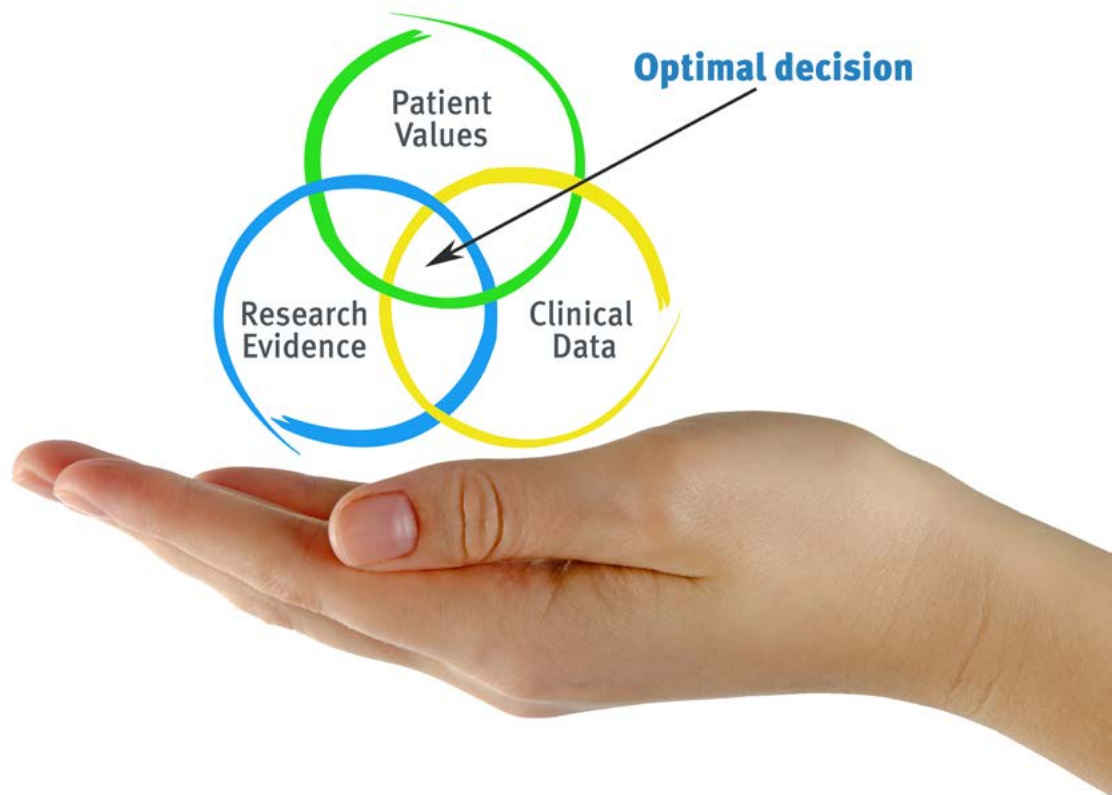 Optimal decision
Patient
Values
Research
Evidence
Clinical
Data